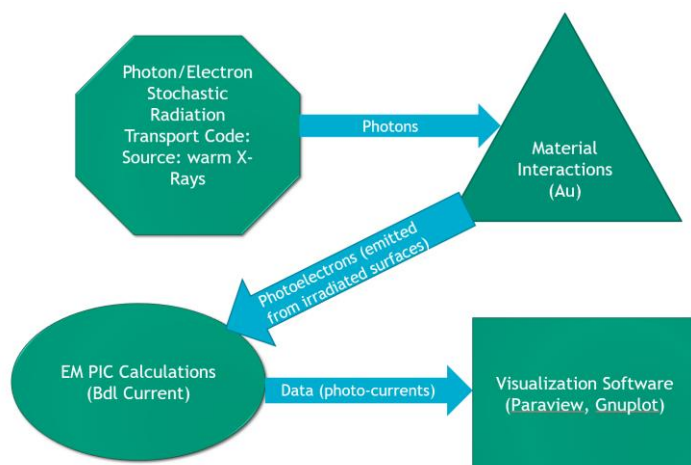 Photon/Electron
Stochastic
Radiation
Transport Code:
Source: warm X-
Rays
Photons
Material
Interactions
(Au)
Photoelectrons (emitted
from irradiated surfaces)
EM PIC Calculations
(Bdl Current)
Data (photo-currents)
Visualization Software
(Paraview, Gnuplot)